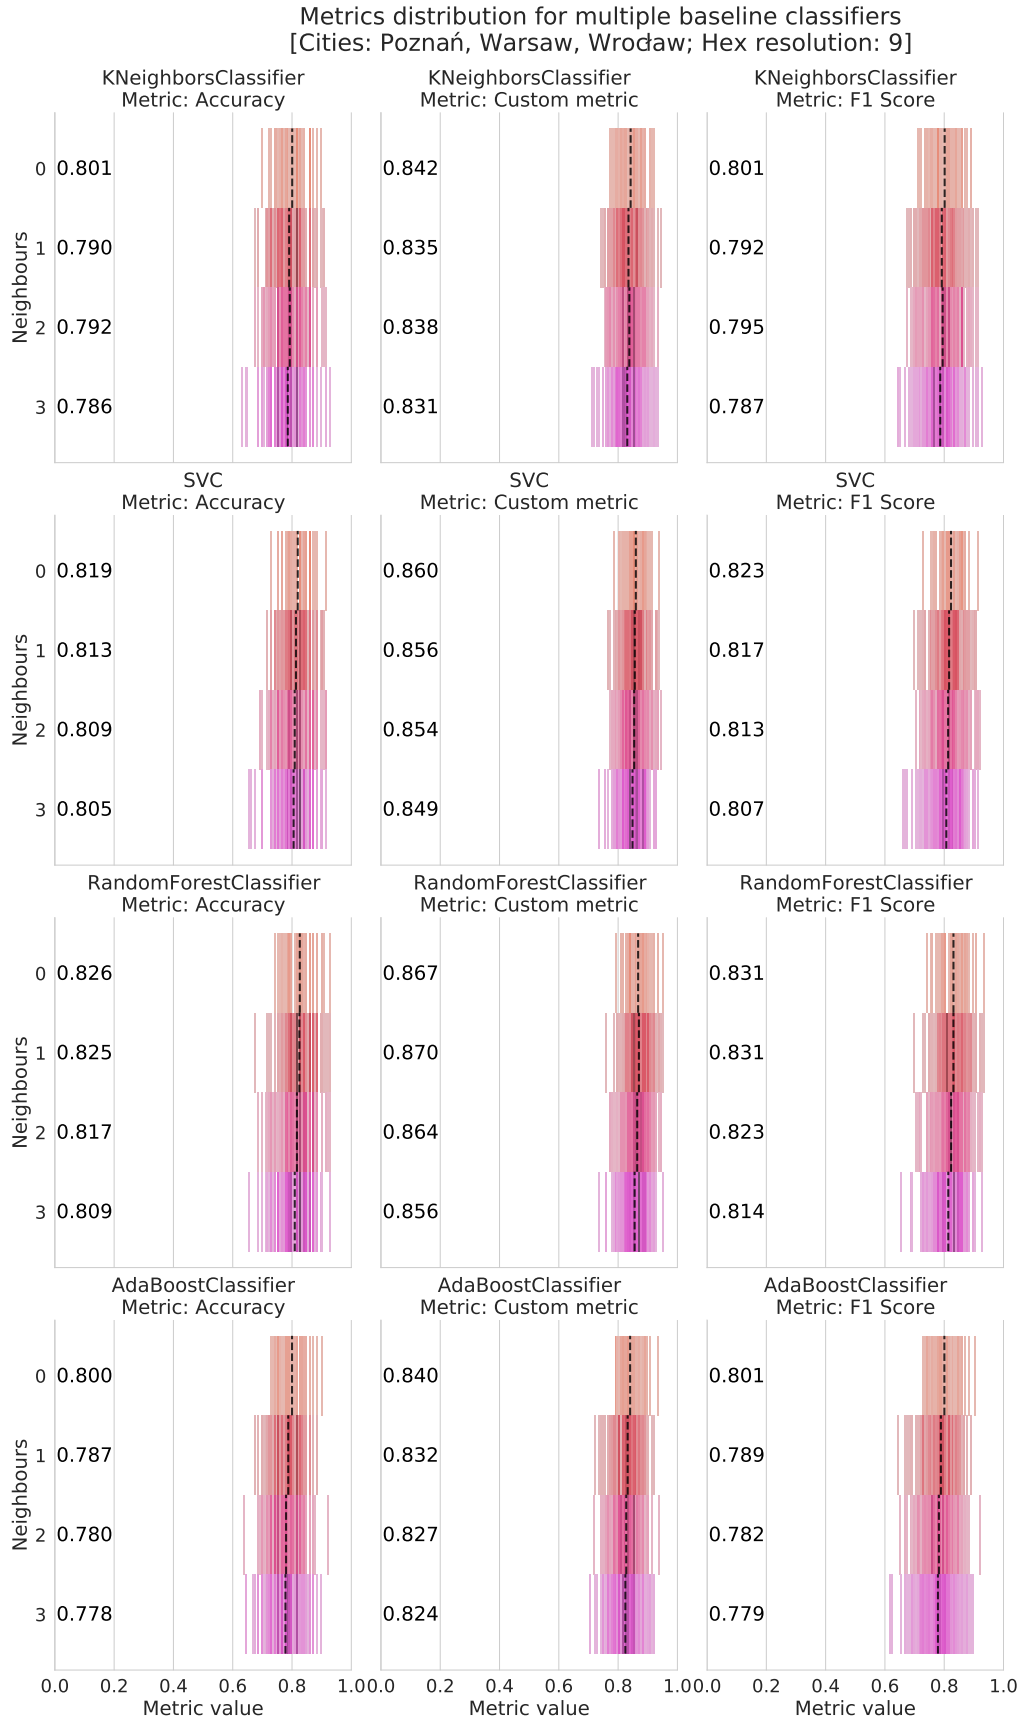 Metrics distribution for multiple baseline classifiers
[Cities: Poznań, Warsaw, Wrocław; Hex resolution: 9]
KNeighborsClassifier
Metric: Accuracy
KNeighborsClassifier
Metric: Custom metric
KNeighborsClassifier
Metric: F1 Score
Neighbours
0 0.801 0.842 0.801
1 0.790 0.835 0.792
2 0.792 0.838 0.795
3 0.786 0.831 0.787
SVC
Metric: Accuracy
SVC
Metric: Custom metric
SVC
Metric: F1 Score
Neighbours
0 0.819 0.860 0.823
1 0.813 0.856 0.817
2 0.809 0.854 0.813
3 0.805 0.849 0.807
RandomForestClassifier
Metric: Accuracy
RandomForestClassifier
Metric: Custom metric
RandomForestClassifier
Metric: F1 Score
Neighbours
0 0.826 0.867 0.831
1 0.825 0.870 0.831
2 0.817 0.864 0.823
3 0.809 0.856 0.814
AdaBoostClassifier
Metric: Accuracy
AdaBoostClassifier
Metric: Custom metric
AdaBoostClassifier
Metric: F1 Score
Neighbours
0 0.800 0.840 0.801
1 0.787 0.832 0.789
2 0.780 0.827 0.782
3 0.778 0.824 0.779
0.0 0.2 0.4 0.6 0.8 1.0 0.0 0.2 0.4 0.6 0.8 1.0 0.0 0.2 0.4 0.6 0.8 1.0
Metric value Metric value Metric value